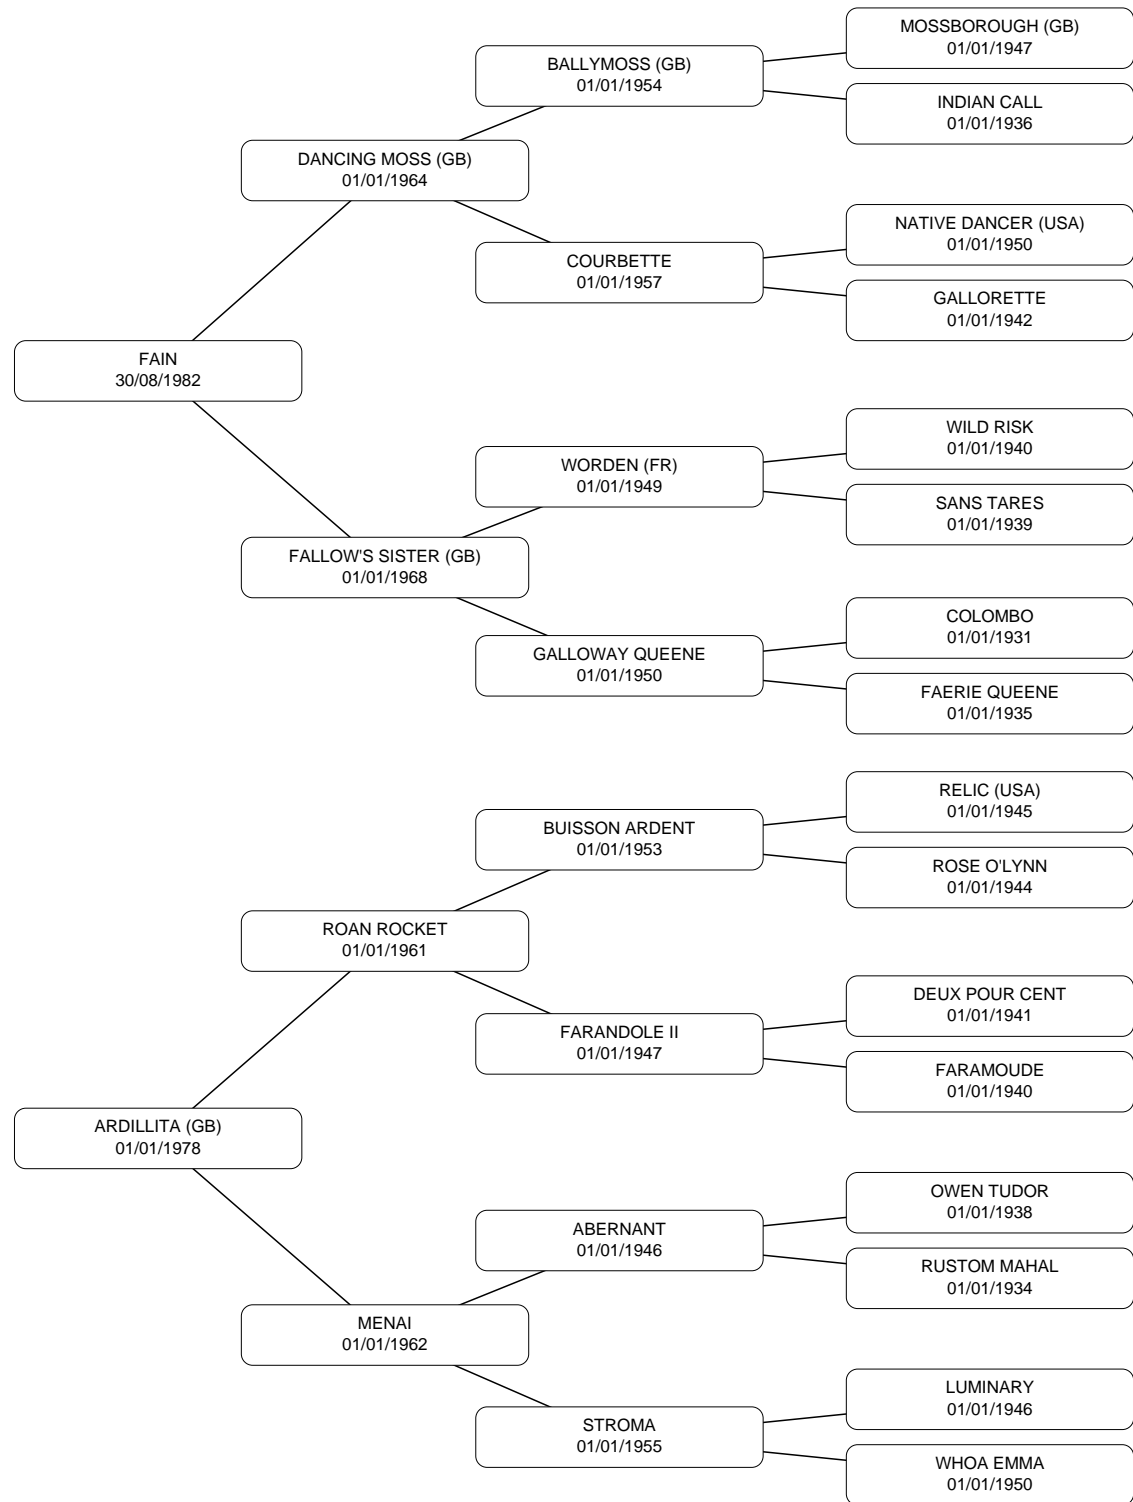 MOSSBOROUGH (GB)
01/01/1947
BALLYMOSS (GB)
01/01/1954
INDIAN CALL
01/01/1936
DANCING MOSS (GB)
01/01/1964
NATIVE DANCER (USA)
01/01/1950
COURBETTE
01/01/1957
GALLORETTE
01/01/1942
FAIN
30/08/1982
WILD RISK
01/01/1940
WORDEN (FR)
01/01/1949
SANS TARES
01/01/1939
FALLOW'S SISTER (GB)
01/01/1968
COLOMBO
01/01/1931
GALLOWAY QUEENE
01/01/1950
FAERIE QUEENE
01/01/1935
RELIC (USA)
01/01/1945
BUISSON ARDENT
01/01/1953
ROSE O'LYNN
01/01/1944
ROAN ROCKET
01/01/1961
DEUX POUR CENT
01/01/1941
FARANDOLE II
01/01/1947
FARAMOUDE
01/01/1940
ARDILLITA (GB)
01/01/1978
OWEN TUDOR
01/01/1938
ABERNANT
01/01/1946
RUSTOM MAHAL
01/01/1934
MENAI
01/01/1962
LUMINARY
01/01/1946
STROMA
01/01/1955
WHOA EMMA
01/01/1950